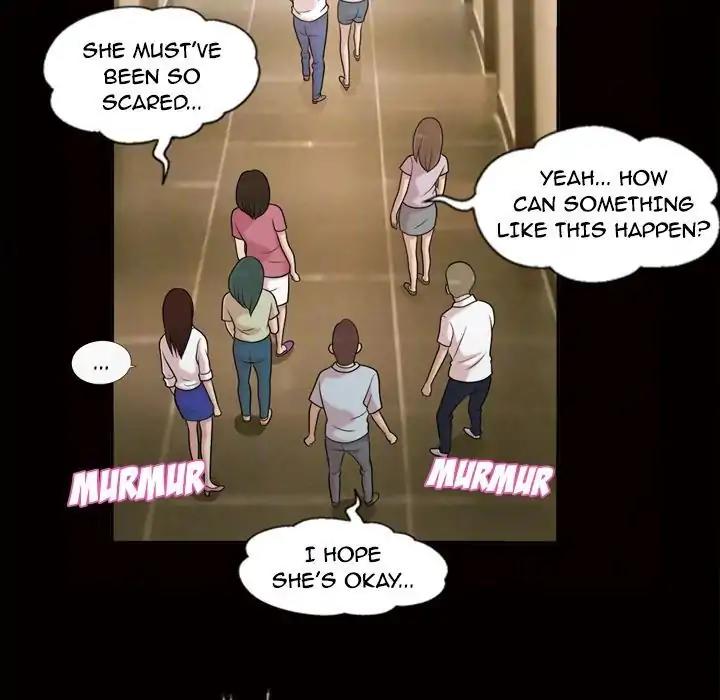 SHE MUST'VE
BEEN SO
SCARED...
YEAH... HOW
CAN SOMETHING
LIKE THIS HAPPEN?
...
MURMUR
MURMUR
I HOPE
SHE'S OKAY...